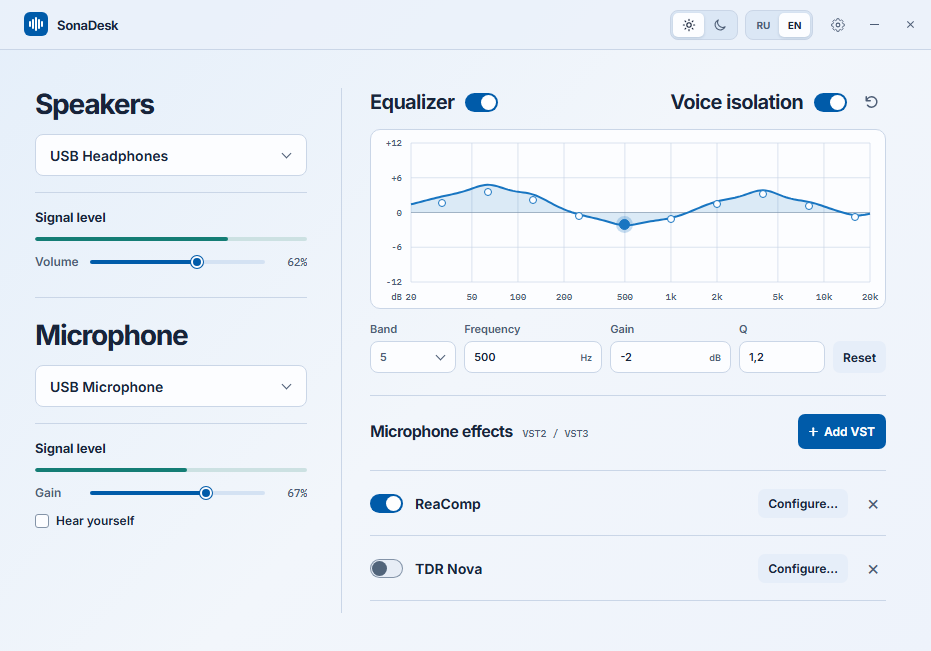 SonaDesk
RU EN
Speakers
USB Headphones
Signal level
Volume 62%
Microphone
USB Microphone
Signal level
Gain 67%
Hear yourself
Equalizer
Voice isolation
+12
+6
0
-6
-12
dB 20 50 100 200 500 1k 2k 5k 10k 20k
Band Frequency Gain Q
5 500 Hz -2 dB 1,2 Reset
Microphone effects VST2 / VST3
+ Add VST
ReaComp Configure...
TDR Nova Configure...